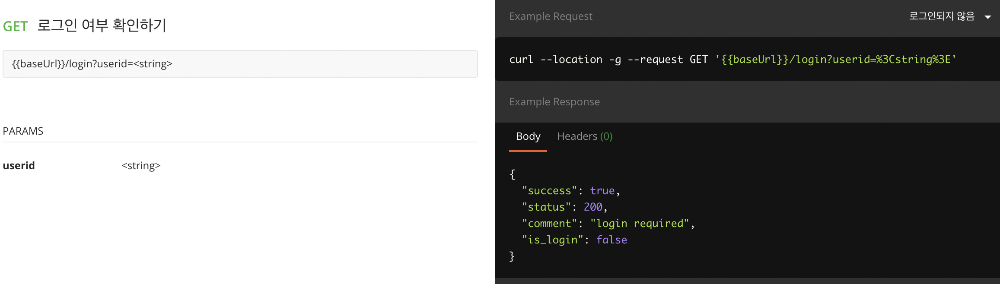 GET 로그인 여부 확인하기
{{baseUrl}}/login?userid=<string>
PARAMS
userid <string>
Example Request
로그인되지 않음
curl --location -g --request GET '{{baseUrl}}/login?userid=%3Cstring%3E'
Example Response
Body Headers (0)
{
"success": true,
"status": 200,
"comment": "login required",
"is_login": false
}